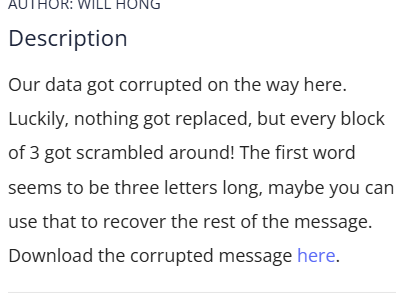 AUTHOR: WILL HONG
Description
Our data got corrupted on the way here.
Luckily, nothing got replaced, but every block
of 3 got scrambled around! The first word
seems to be three letters long, maybe you can
use that to recover the rest of the message.
Download the corrupted message here.